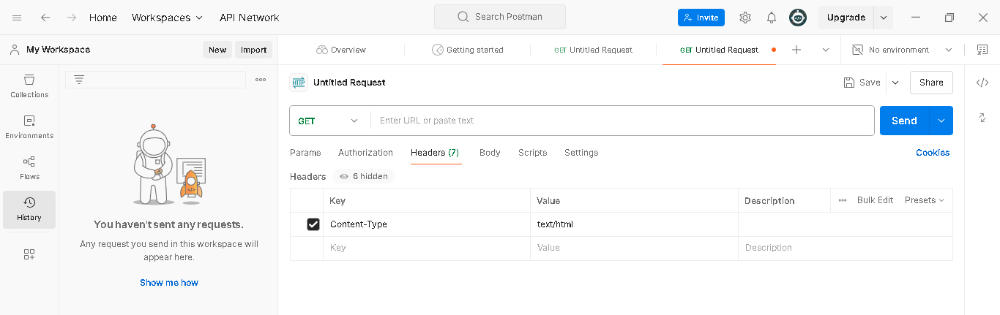 Home Workspaces API Network Search Postman Invite Upgrade
My Workspace New Import Overview Getting started GET Untitled Request GET Untitled Request No environment
Collections
Environments
Flows
History
You haven't sent any requests.
Any request you send in this workspace will
appear here.
Show me how
HTTP Untitled Request Save Share
GET Enter URL or paste text Send
Params Authorization Headers (7) Body Scripts Settings Cookies
Headers 6 hidden
Key Value Description Bulk Edit Presets
Content-Type text/html
Key Value Description